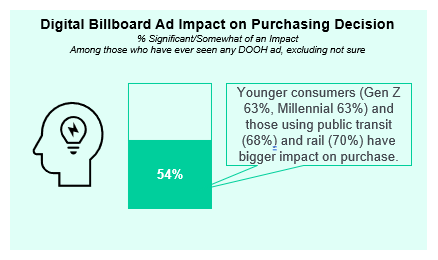 Digital Billboard Ad Impact on Purchasing Decision
% Significant/Somewhat of an Impact
Among those who have ever seen any DOOH ad, excluding not sure
Younger consumers (Gen Z
63%, Millennial 63%) and
those using public transit
(68%) and rail (70%) have
bigger impact on purchase.
54%